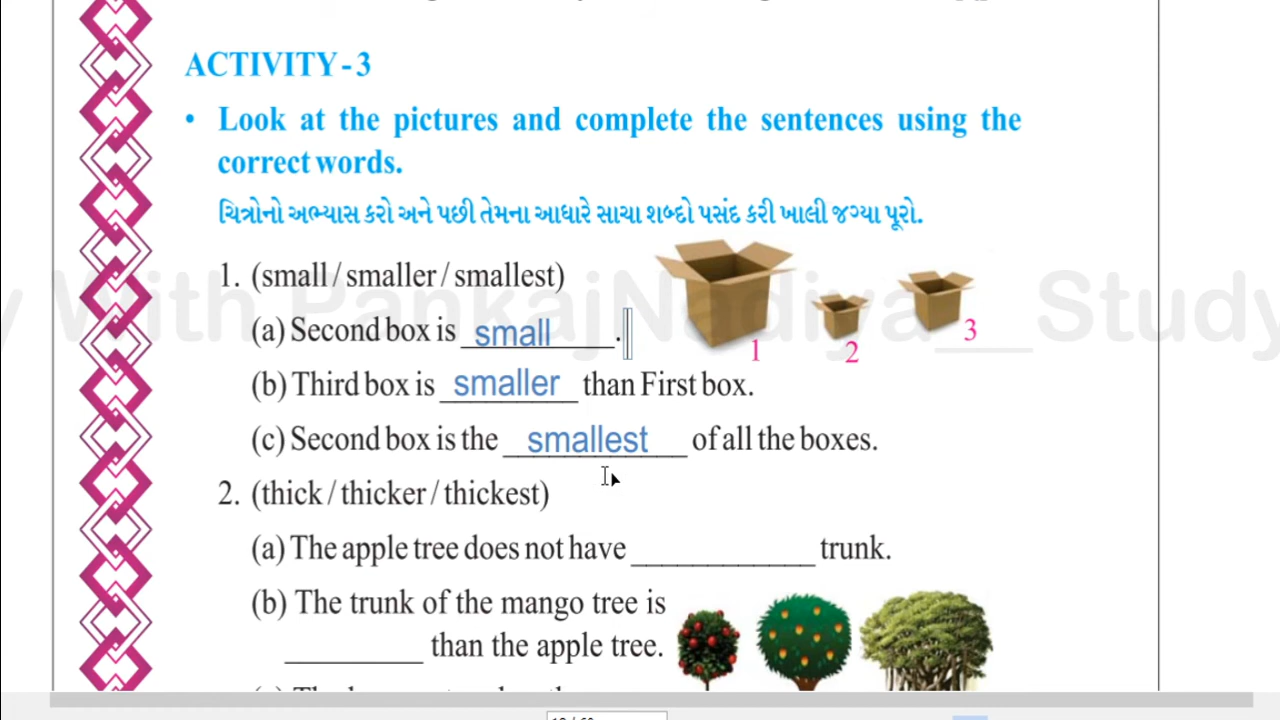 ACTIVITY-3
• Look at the pictures and complete the sentences using the
correct words.
ચિત્રોનો અભ્યાસ કરો અને પછી તેમના આધારે સાચા શબ્દો પસંદ કરી ખાલી જગ્યા પૂરો.
1. (small / smaller / smallest)
(a) Second box is small.
(b) Third box is smaller than First box.
(c) Second box is the smallest of all the boxes.
1
2
3
2. (thick / thicker / thickest)
(a) The apple tree does not have ____________ trunk.
(b) The trunk of the mango tree is
_________ than the apple tree.
With PankajNadiya__Study